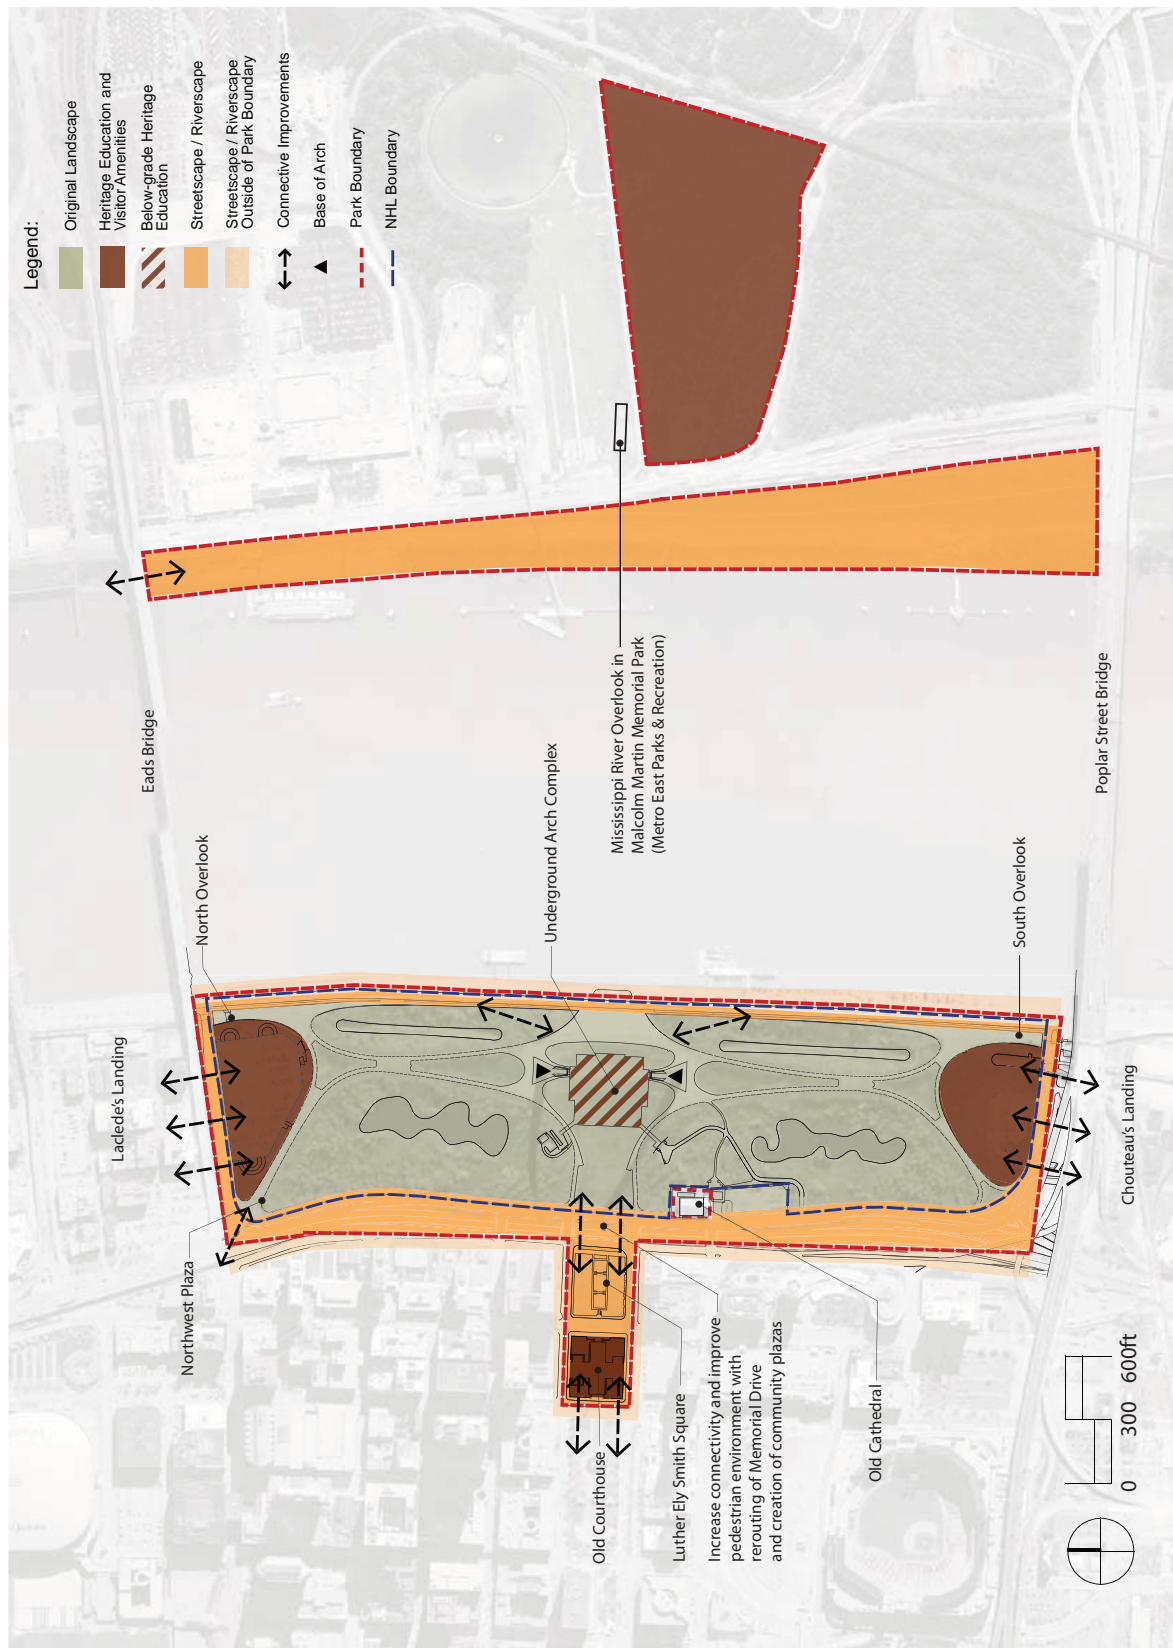 Legend:
Original Landscape
Heritage Education and
Visitor Amenities
Below-grade Heritage
Education
Streetscape / Riverscape
Streetscape / Riverscape
Outside of Park Boundary
Connective Improvements
Base of Arch
Park Boundary
NHL Boundary
Eads Bridge
Poplar Street Bridge
Mississippi River Overlook in
Malcolm Martin Memorial Park
(Metro East Parks & Recreation)
Underground Arch Complex
North Overlook
South Overlook
Laclede's Landing
Chouteau's Landing
Northwest Plaza
Old Courthouse
Luther Ely Smith Square
Increase connectivity and improve
pedestrian environment with
rerouting of Memorial Drive
and creation of community plazas
Old Cathedral
0 300 600ft